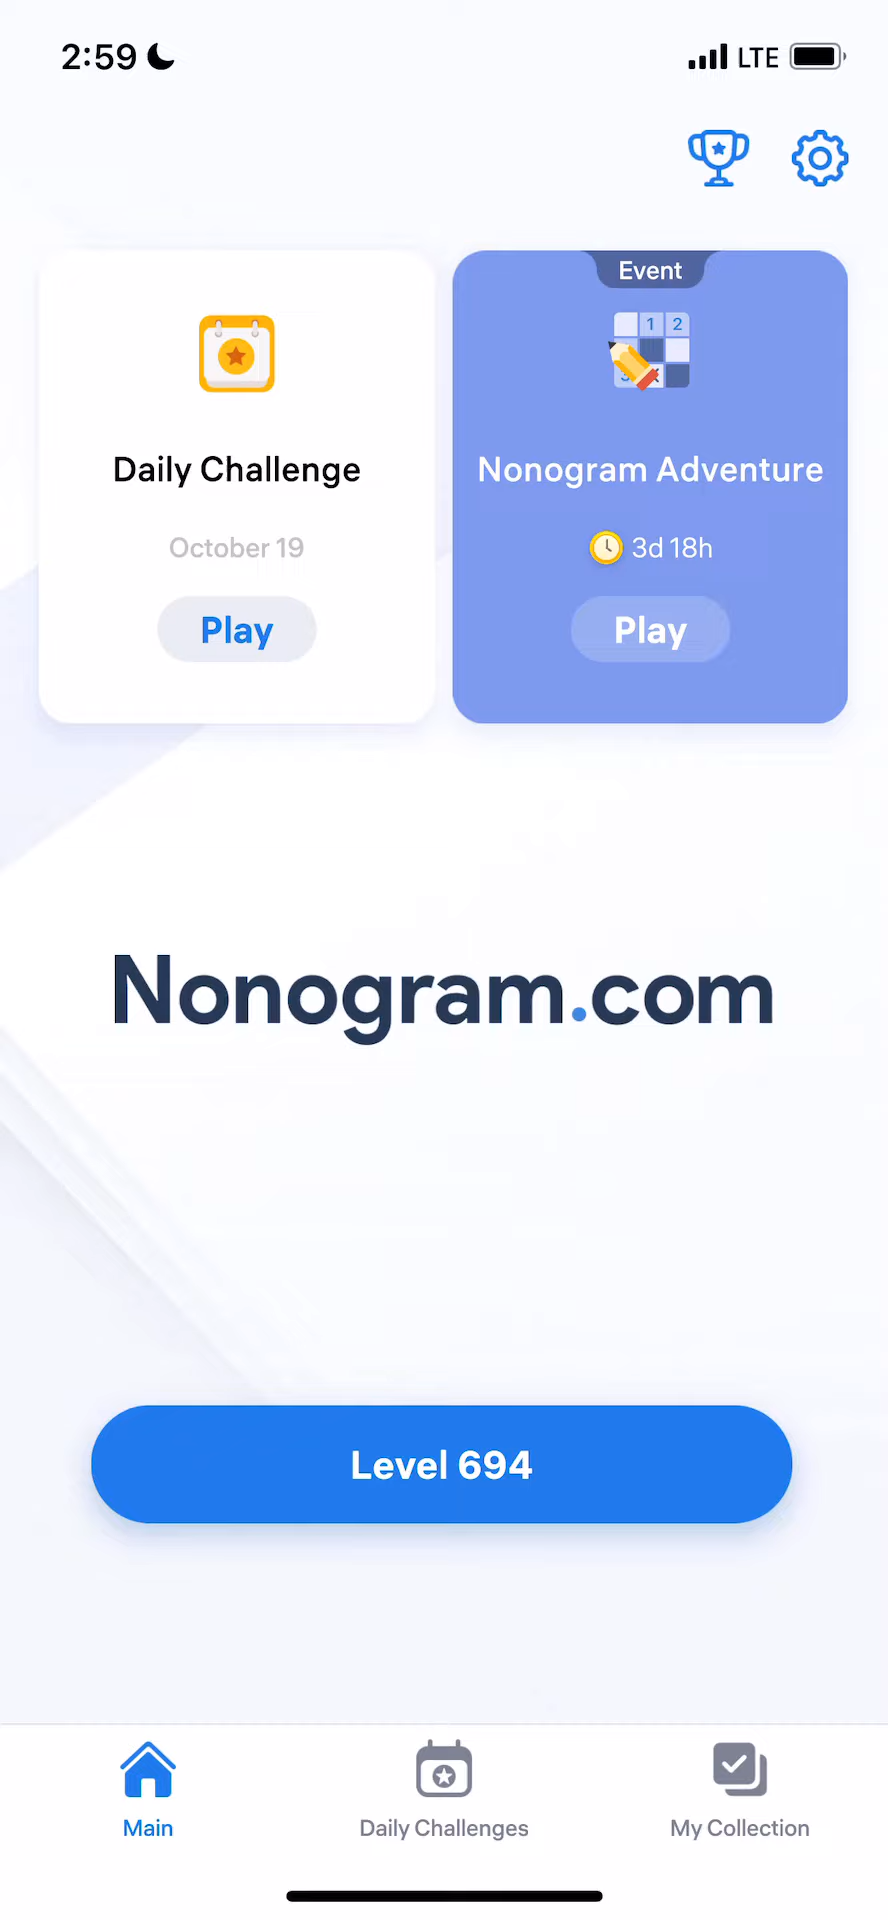 2:59 LTE
Event
1 2
Daily Challenge
Nonogram Adventure
October 19
3d 18h
Play
Play
Nonogram.com
Level 694
Main
Daily Challenges
My Collection